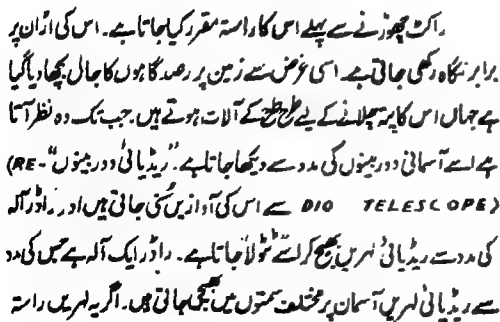 راکٹ چھوڑنے سے پہلے اس کا راستہ مقرر کیا جاتا ہے۔ اس کی اڑان پر
برابر نگاہ رکھی جاتی ہے۔ اسی غرض سے زمین پر رصد گاہوں کا جال بچھا دیا گیا
ہے جہاں اس کا پتہ چلانے کے لیے طرح طرح کے آلات ہوتے ہیں۔ جب تک وہ نظر آتا
ہے اسے آسمانی دوربینوں کی مدد سے دیکھا جاتا ہے۔ "ریڈیائی دوربینوں" (RE-
DIO TELESCOPE) سے اس کی آوازیں سُنی جاتی ہیں اور راڈر آلہ
کی مدد سے ریڈیائی لہریں بھیج کر اسے ٹٹولا جاتا ہے۔ راڈر ایک آلہ ہے جس کی مدد
سے ریڈیائی لہریں آسمان پر مختلف سمتوں میں بھیجی جاتی ہیں۔ اگر یہ لہریں راستہ